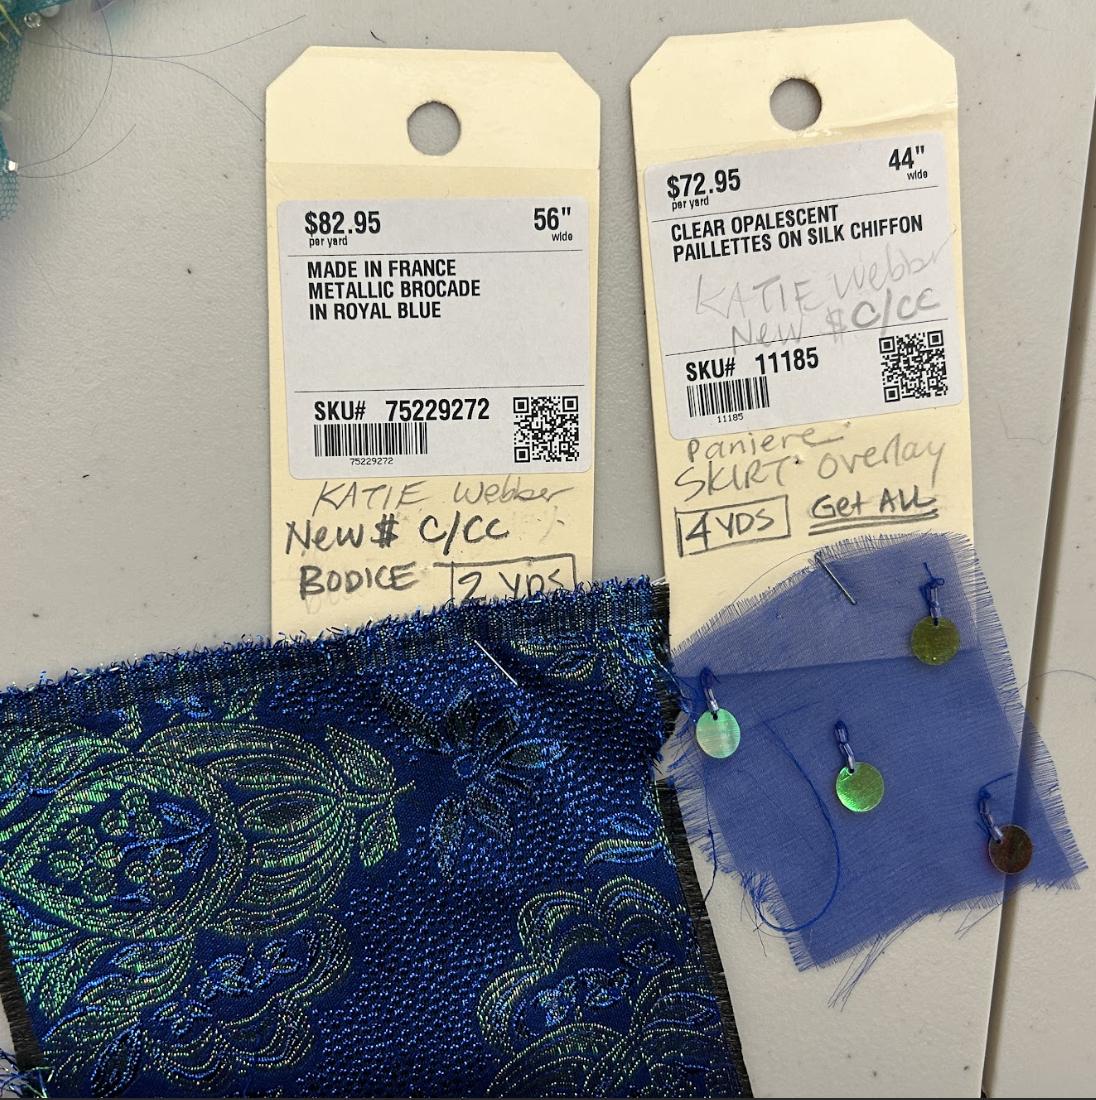 $82.95
per yard
56"
wide
MADE IN FRANCE
METALLIC BROCADE
IN ROYAL BLUE
SKU# 75229272
75229272
KATIE Webber
New $ C/CC
BODICE 2 YDS
$72.95
per yard
44"
wide
CLEAR OPALESCENT
PAILLETTES ON SILK CHIFFON
KATIE Webber
New $ C/CC
SKU# 11185
11185
Paniere
SKIRT Overlay
4 YDS Get ALL